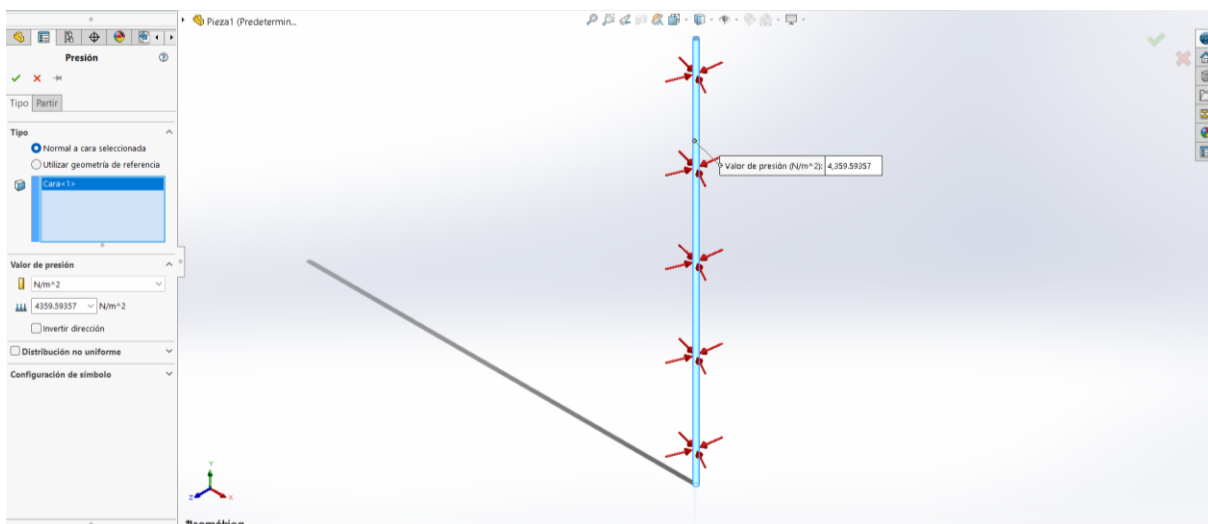 Pieza1 (Predetermin...
Presión
Tipo
Partir
Tipo
Normal a cara seleccionada
Utilizar geometría de referencia
Cara<1>
Valor de presión
N/m^2
4359.59357
N/m^2
Invertir dirección
Distribución no uniforme
Configuración de símbolo
Valor de presión (N/m^2): 4,359.59357
Y
Z
X
*Isométrica